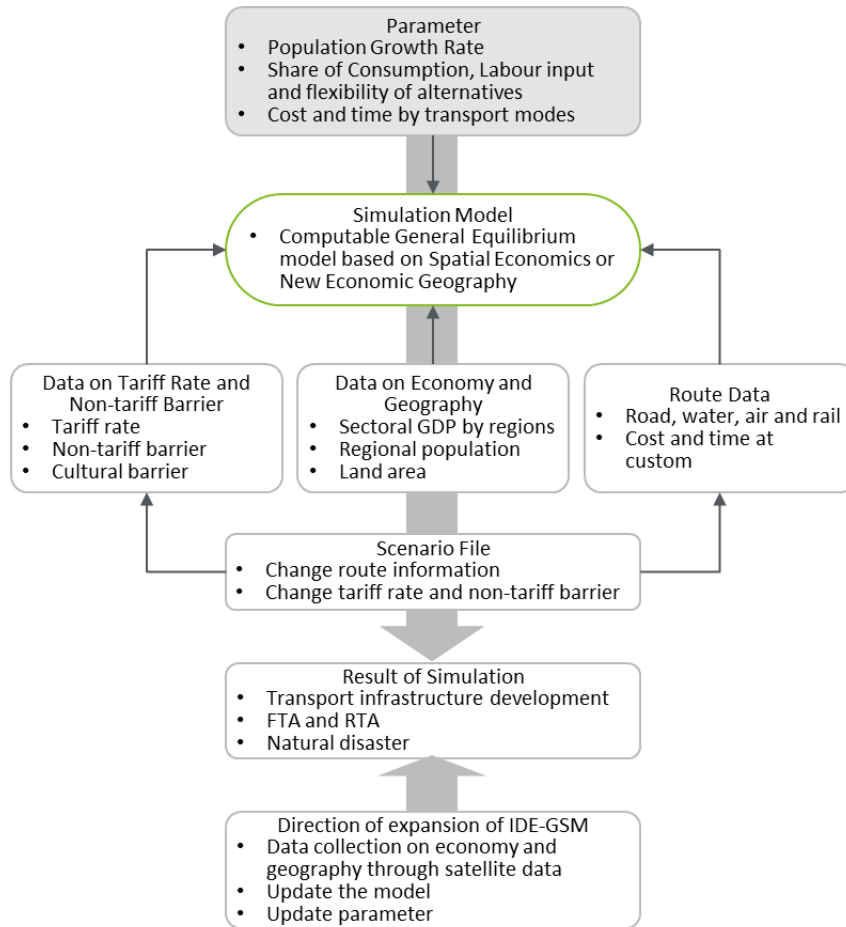 Parameter
• Population Growth Rate
• Share of Consumption, Labour input
and flexibility of alternatives
• Cost and time by transport modes
Simulation Model
• Computable General Equilibrium
model based on Spatial Economics or
New Economic Geography
Data on Tariff Rate and
Non-tariff Barrier
• Tariff rate
• Non-tariff barrier
• Cultural barrier
Data on Economy and
Geography
• Sectoral GDP by regions
• Regional population
• Land area
Route Data
• Road, water, air and rail
• Cost and time at
custom
Scenario File
• Change route information
• Change tariff rate and non-tariff barrier
Result of Simulation
• Transport infrastructure development
• FTA and RTA
• Natural disaster
Direction of expansion of IDE-GSM
• Data collection on economy and
geography through satellite data
• Update the model
• Update parameter